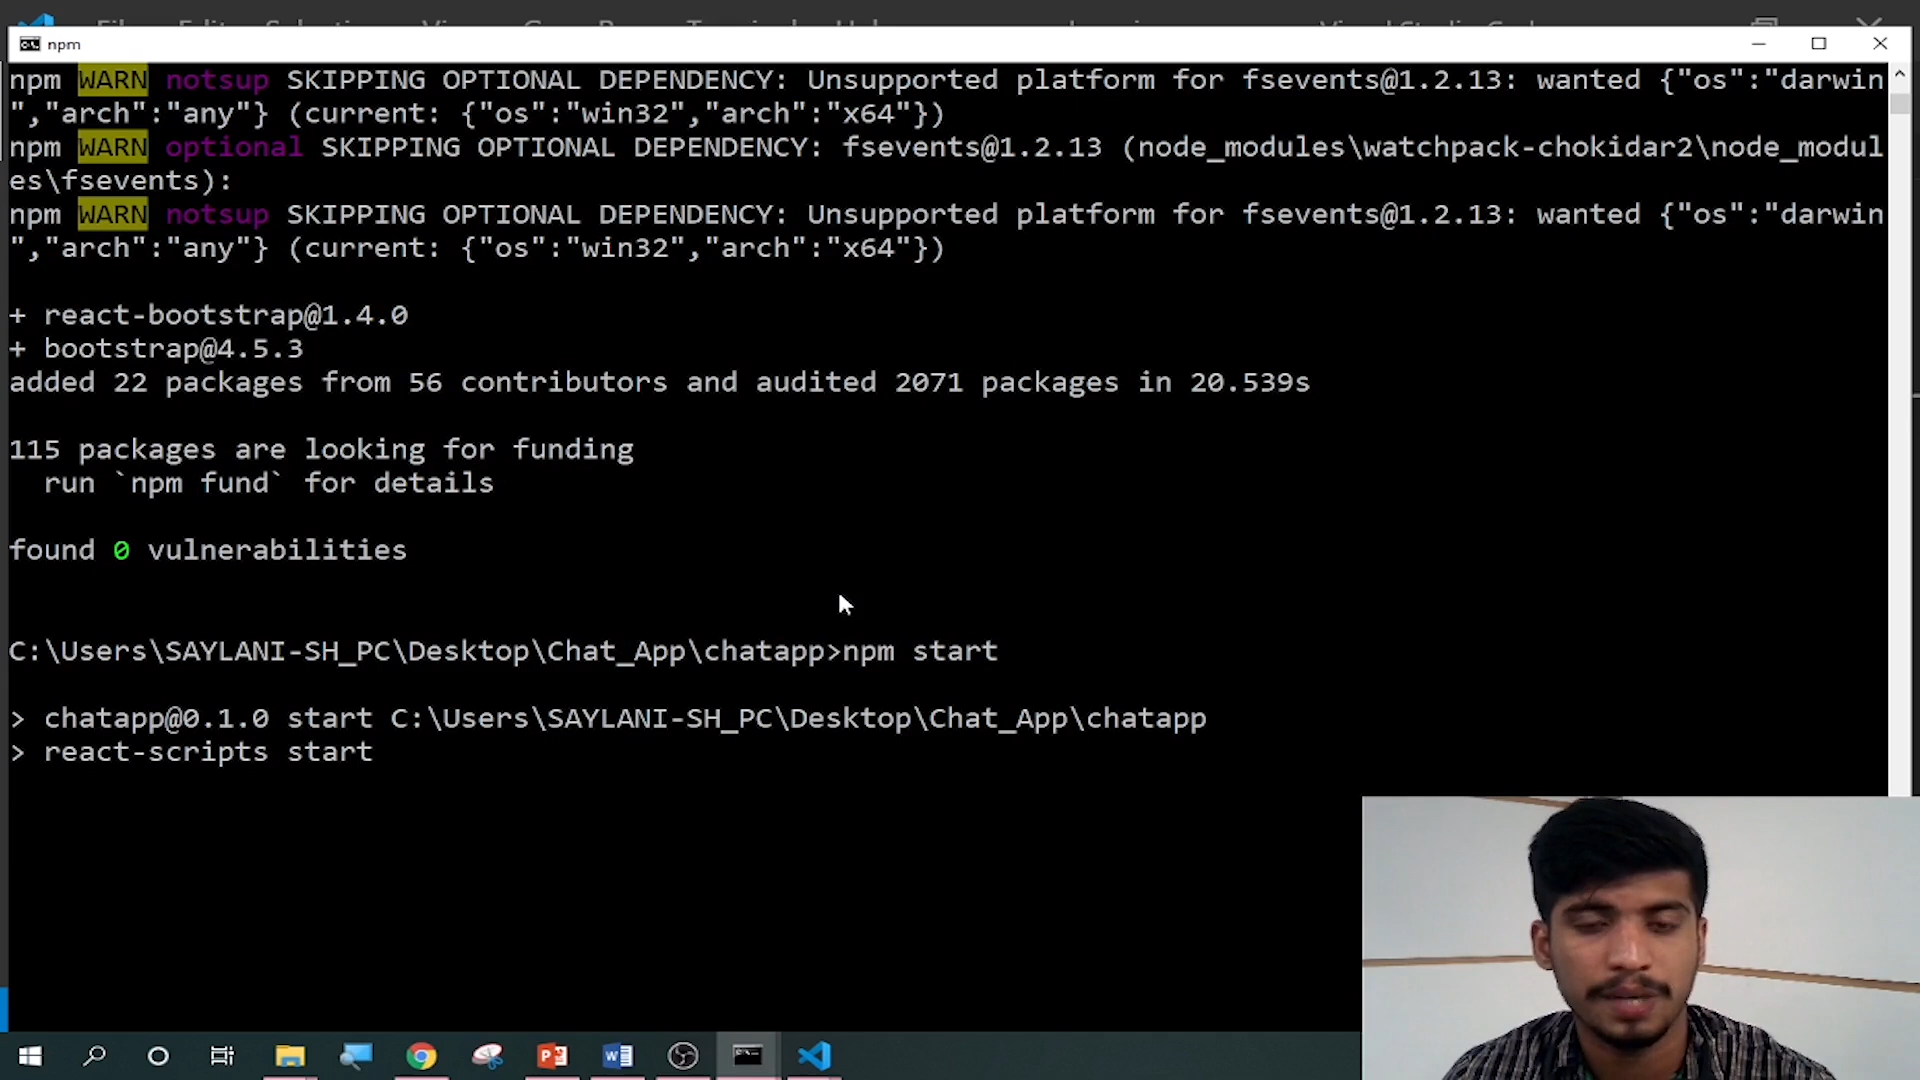 npm
npm WARN notsup SKIPPING OPTIONAL DEPENDENCY: Unsupported platform for fsevents@1.2.13: wanted {"os":"darwin
","arch":"any"} (current: {"os":"win32","arch":"x64"})
npm WARN optional SKIPPING OPTIONAL DEPENDENCY: fsevents@1.2.13 (node_modules\watchpack-chokidar2\node_modul
es\fsevents):
npm WARN notsup SKIPPING OPTIONAL DEPENDENCY: Unsupported platform for fsevents@1.2.13: wanted {"os":"darwin
","arch":"any"} (current: {"os":"win32","arch":"x64"})
+ react-bootstrap@1.4.0
+ bootstrap@4.5.3
added 22 packages from 56 contributors and audited 2071 packages in 20.539s
115 packages are looking for funding
run `npm fund` for details
found 0 vulnerabilities
C:\Users\SAYLANI-SH_PC\Desktop\Chat_App\chatapp>npm start
> chatapp@0.1.0 start C:\Users\SAYLANI-SH_PC\Desktop\Chat_App\chatapp
> react-scripts start